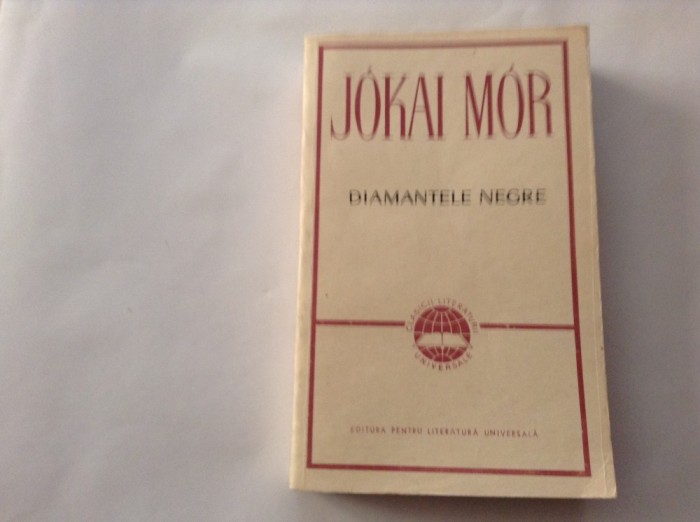 JÓKAI MÓR
DIAMANTELE NEGRE
CLASICII LITERATURII
UNIVERSALE
EDITURA PENTRU LITERATURĂ UNIVERSALĂ